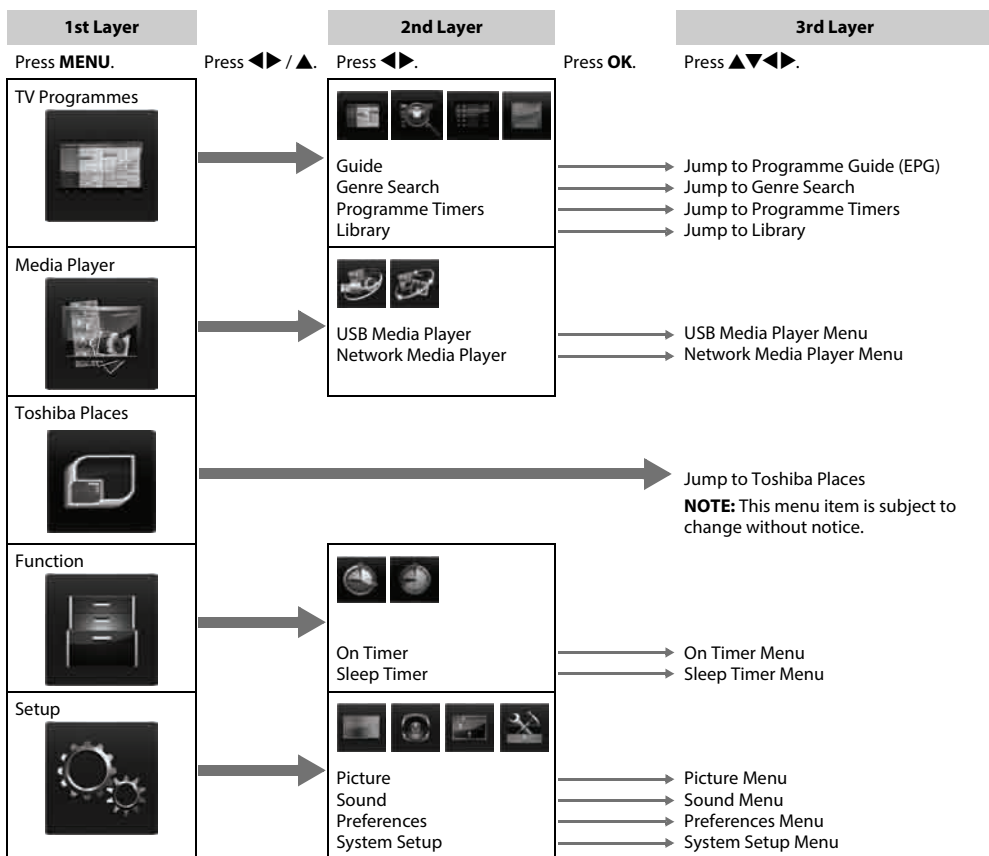 1st Layer
2nd Layer
3rd Layer
Press MENU.
Press ◀▶ / ▲.
Press ◀▶.
Press OK.
Press ▲▼◀▶.
TV Programmes
Guide
Genre Search
Programme Timers
Library
Jump to Programme Guide (EPG)
Jump to Genre Search
Jump to Programme Timers
Jump to Library
Media Player
USB Media Player
Network Media Player
USB Media Player Menu
Network Media Player Menu
Toshiba Places
Jump to Toshiba Places
NOTE: This menu item is subject to
change without notice.
Function
On Timer
Sleep Timer
On Timer Menu
Sleep Timer Menu
Setup
Picture
Sound
Preferences
System Setup
Picture Menu
Sound Menu
Preferences Menu
System Setup Menu